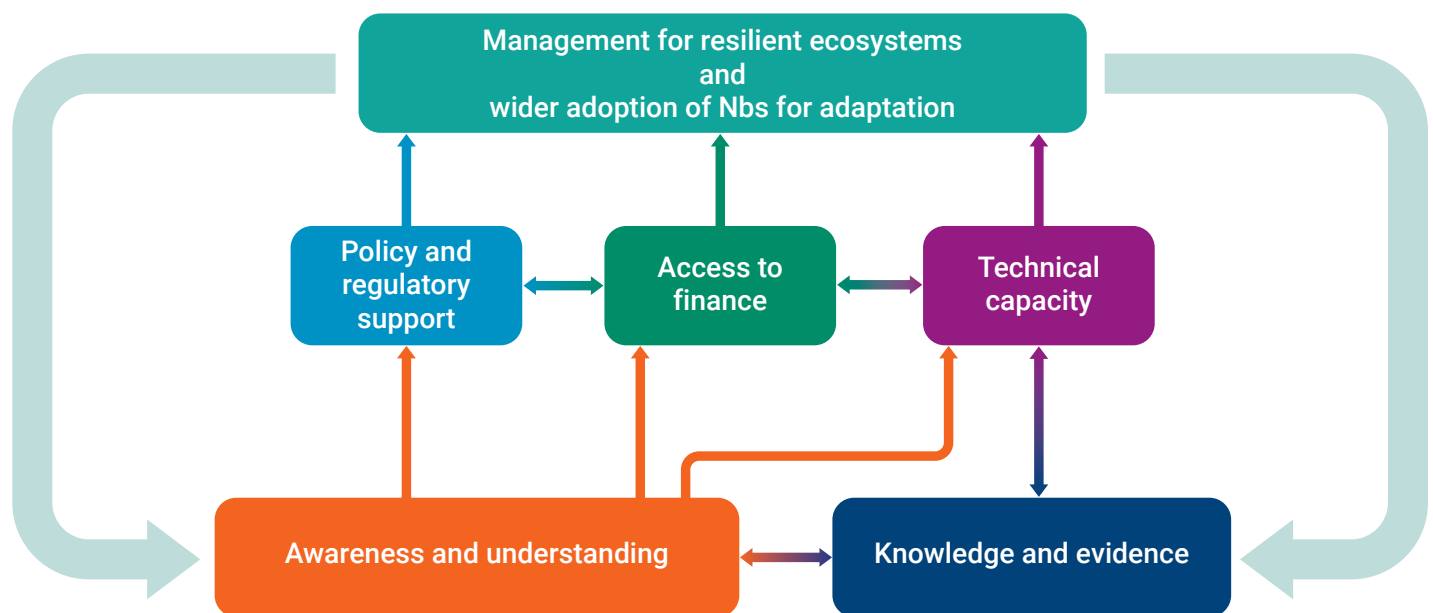 Management for resilient ecosystems
and
wider adoption of Nbs for adaptation
Policy and
regulatory
support
Access to
finance
Technical
capacity
Awareness and understanding
Knowledge and evidence